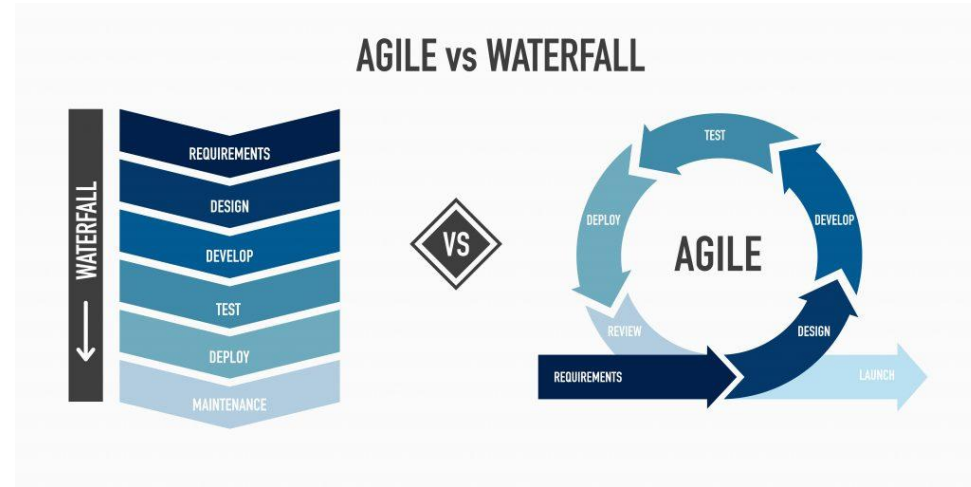 AGILE vs WATERFALL
WATERFALL
REQUIREMENTS
DESIGN
DEVELOP
TEST
DEPLOY
MAINTENANCE
VS
AGILE
TEST
DEPLOY
DEVELOP
REVIEW
DESIGN
REQUIREMENTS
LAUNCH